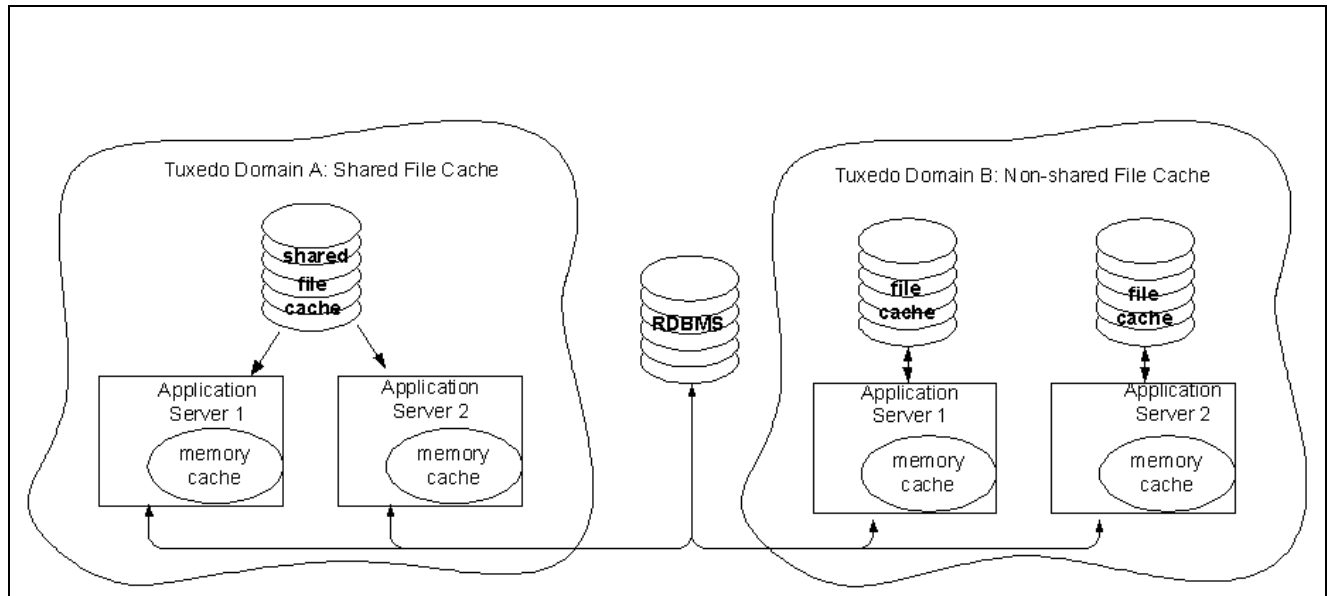 Tuxedo Domain A: Shared File Cache
shared
file
cache
Application
Server 1
memory
cache
Application
Server 2
memory
cache
RDBMS
Tuxedo Domain B: Non-shared File Cache
file
cache
file
cache
Application
Server 1
memory
cache
Application
Server 2
memory
cache